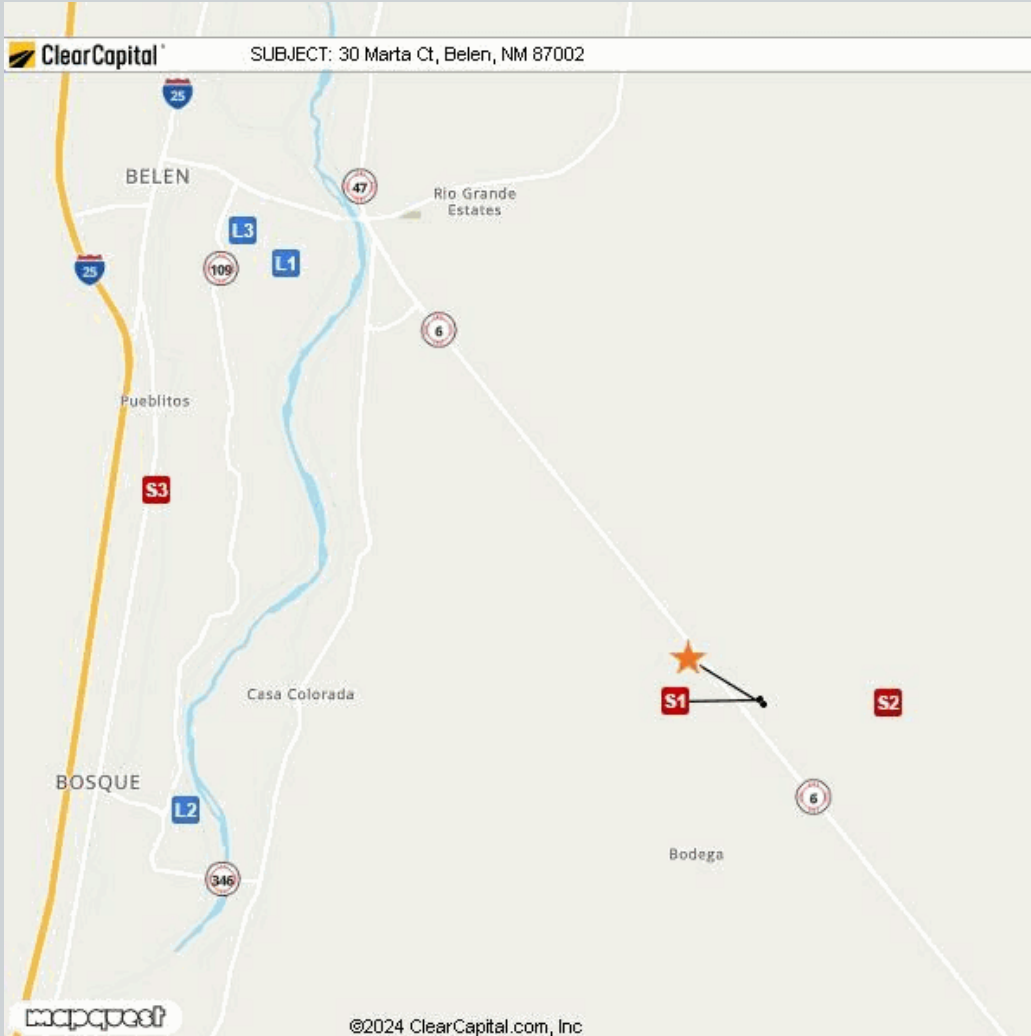 ClearCapital
SUBJECT: 30 Marta Ct, Belen, NM 87002
25
BELEN
47
Rio Grande
Estates
L3
L1
109
25
6
Pueblitos
S3
S1
S2
Casa Colorada
BOSQUE
L2
6
Bodega
346
mapquest
©2024 ClearCapital.com, Inc